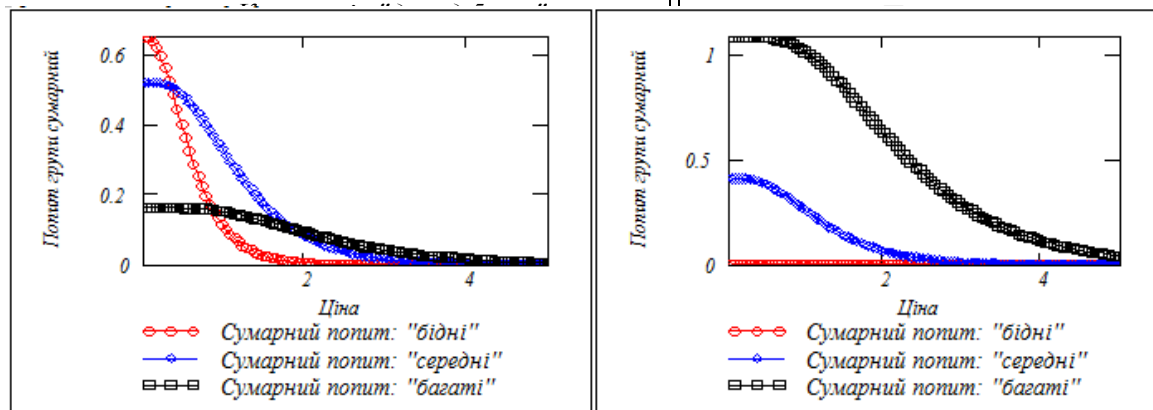 Попит групи сумарний
0.6
0.4
0.2
0
2
4
Ціна
Сумарний попит: "бідні"
Сумарний попит: "середні"
Сумарний попит: "багаті"
Попит групи сумарний
1
0.5
0
2
4
Ціна
Сумарний попит: "бідні"
Сумарний попит: "середні"
Сумарний попит: "багаті"